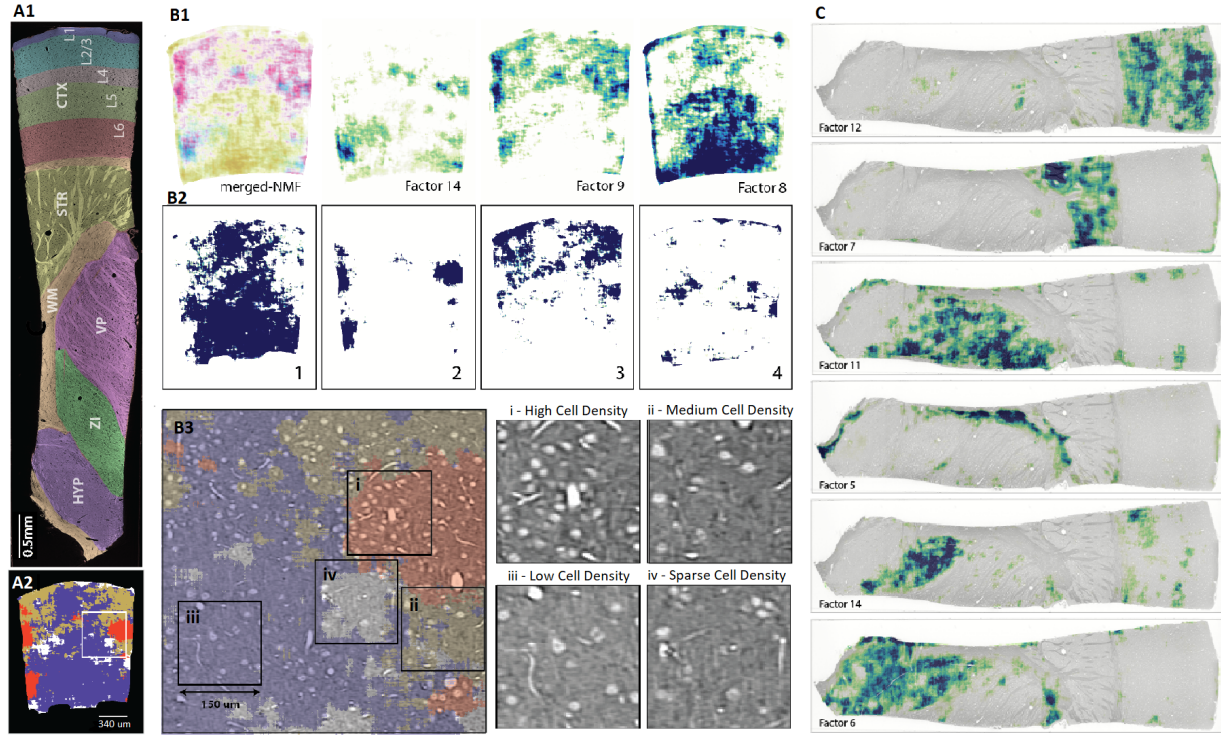 A1
L1
L2/3
L4
CTX
L5
L6
STR
WM
VP
ZI
HYP
0.5mm
A2
340 um
B1
merged-NMF
Factor 14
Factor 9
Factor 8
B2
1
2
3
4
B3
i
iv
ii
iii
150 um
i - High Cell Density
ii - Medium Cell Density
iii - Low Cell Density
iv - Sparse Cell Density
C
Factor 12
Factor 7
Factor 11
Factor 5
Factor 14
Factor 6